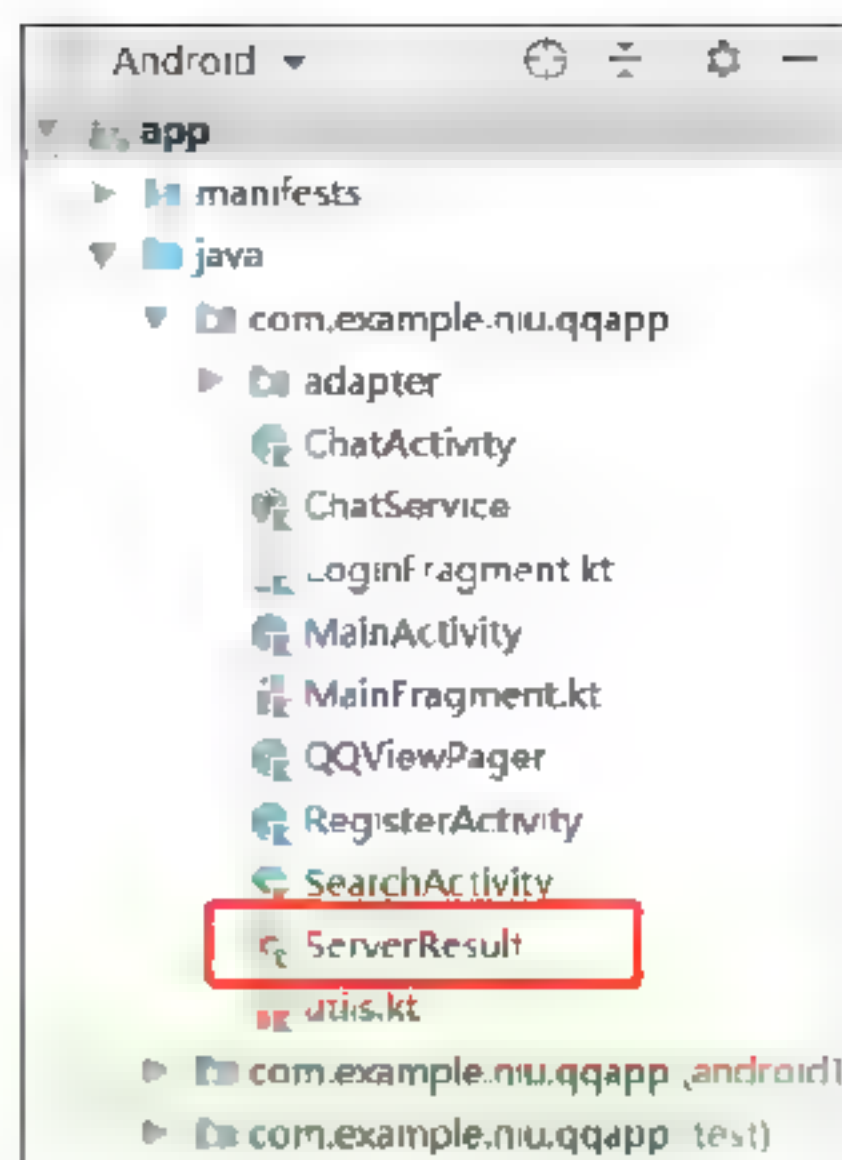 Android
app
manifests
java
com.example.niu.qqapp
adapter
ChatActivity
ChatService
LoginFragment.kt
MainActivity
MainFragment.kt
QQViewPager
RegisterActivity
SearchActivity
ServerResult
utils.kt
com.example.niu.qqapp
com.example.niu.qqapp test)